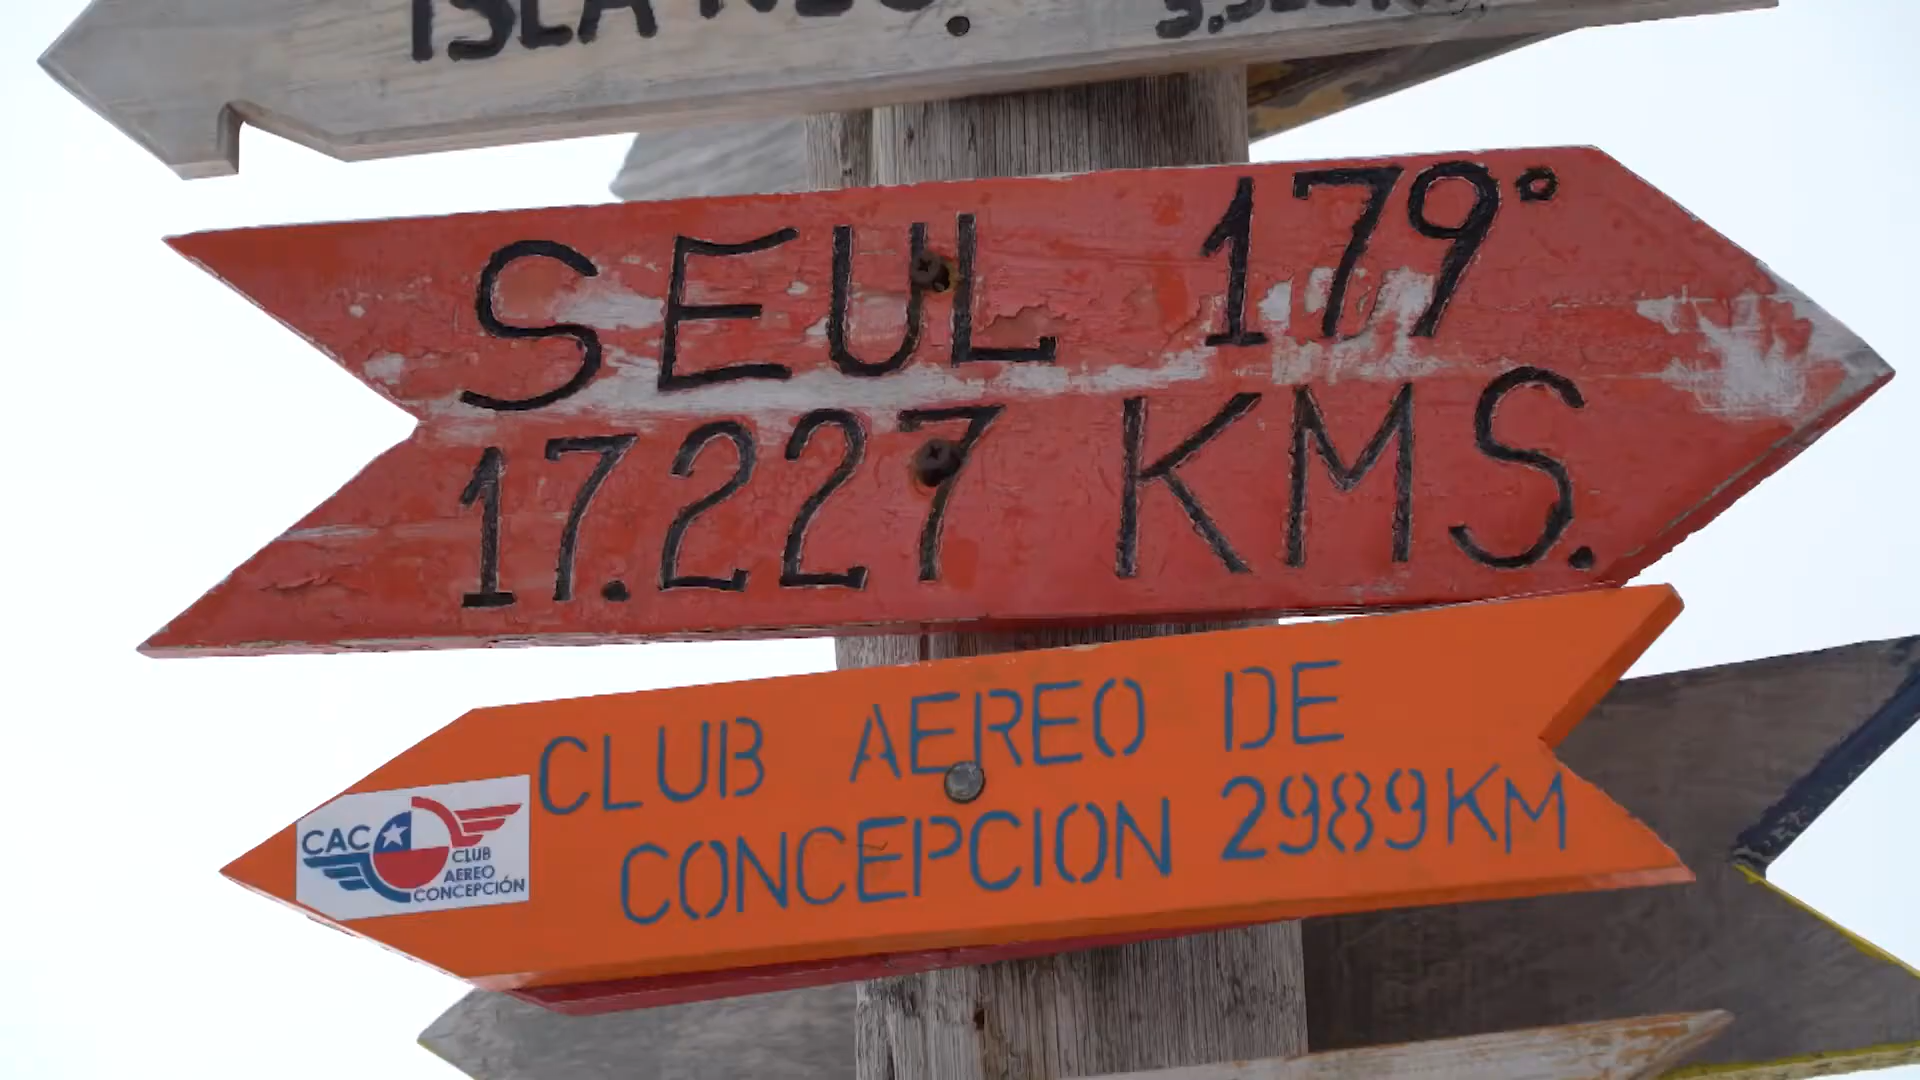 SEUL 179°
17.227 KMS.
CLUB AEREO DE
CONCEPCION 2989KM
CAC
CLUB
AEREO
CONCEPCIÓN